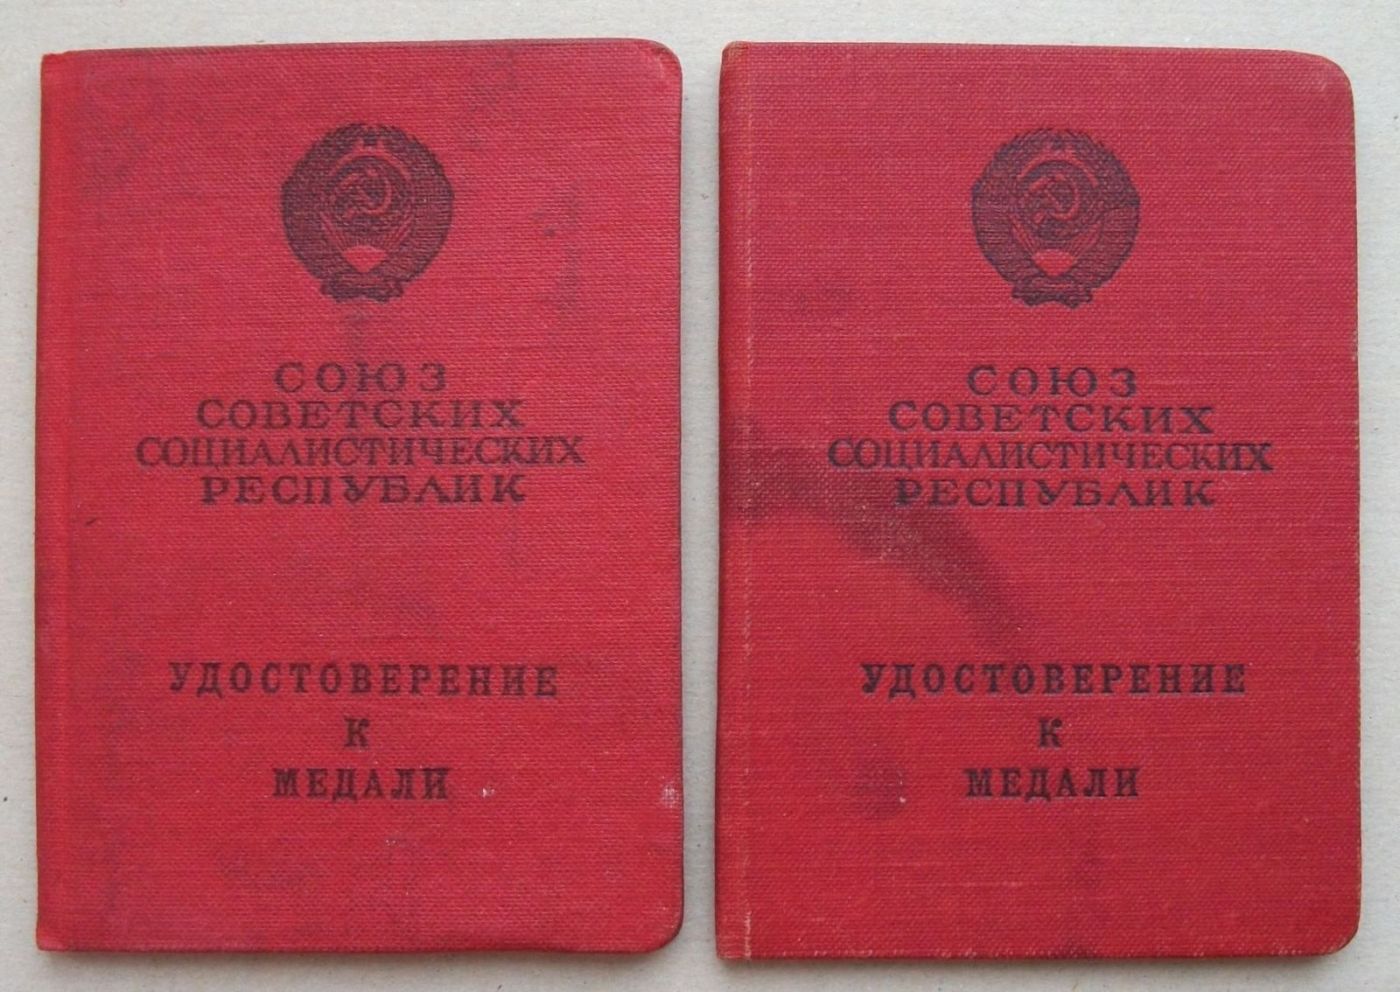 СОЮЗ
СОВЕТСКИХ
СОЦИАЛИСТИЧЕСКИХ
РЕСПУБЛИК
УДОСТОВЕРЕНИЕ
К
МЕДАЛИ
СОЮЗ
СОВЕТСКИХ
СОЦИАЛИСТИЧЕСКИХ
РЕСПУБЛИК
УДОСТОВЕРЕНИЕ
К
МЕДАЛИ